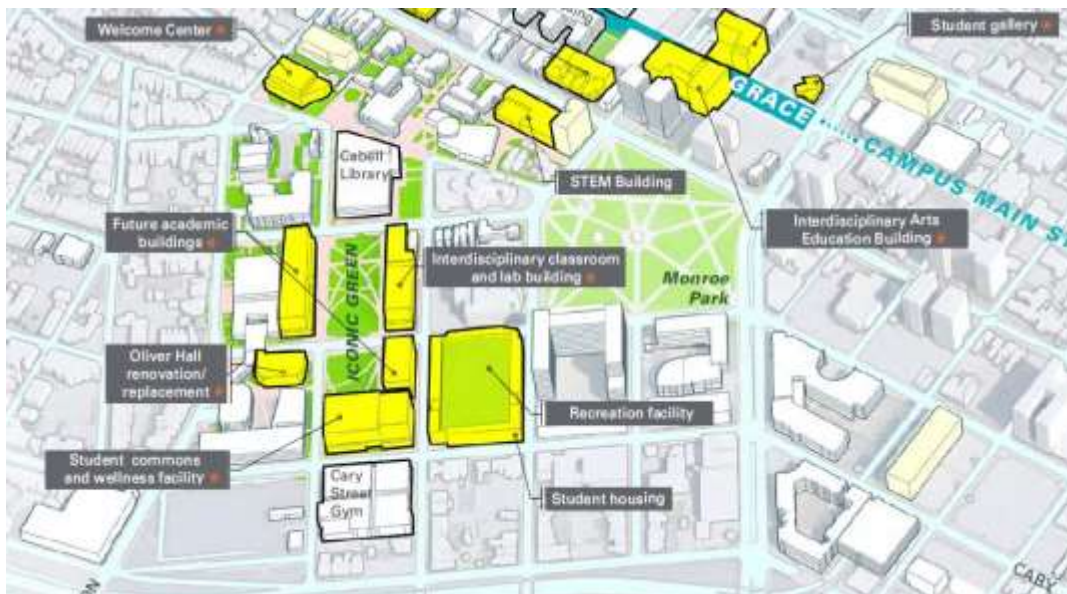 Welcome Center
Student gallery
GRACE
CAMPUS MAIN ST
Cabell
Library
STEM Building
Future academic
buildings
Interdisciplinary Arts
Education Building
Interdisciplinary classroom
and lab building
ICONIC GREEN
Monroe
Park
Oliver Hall
renovation/
replacement
Recreation facility
Student commons
and wellness facility
Cary
Street
Gym
Student housing
CARY